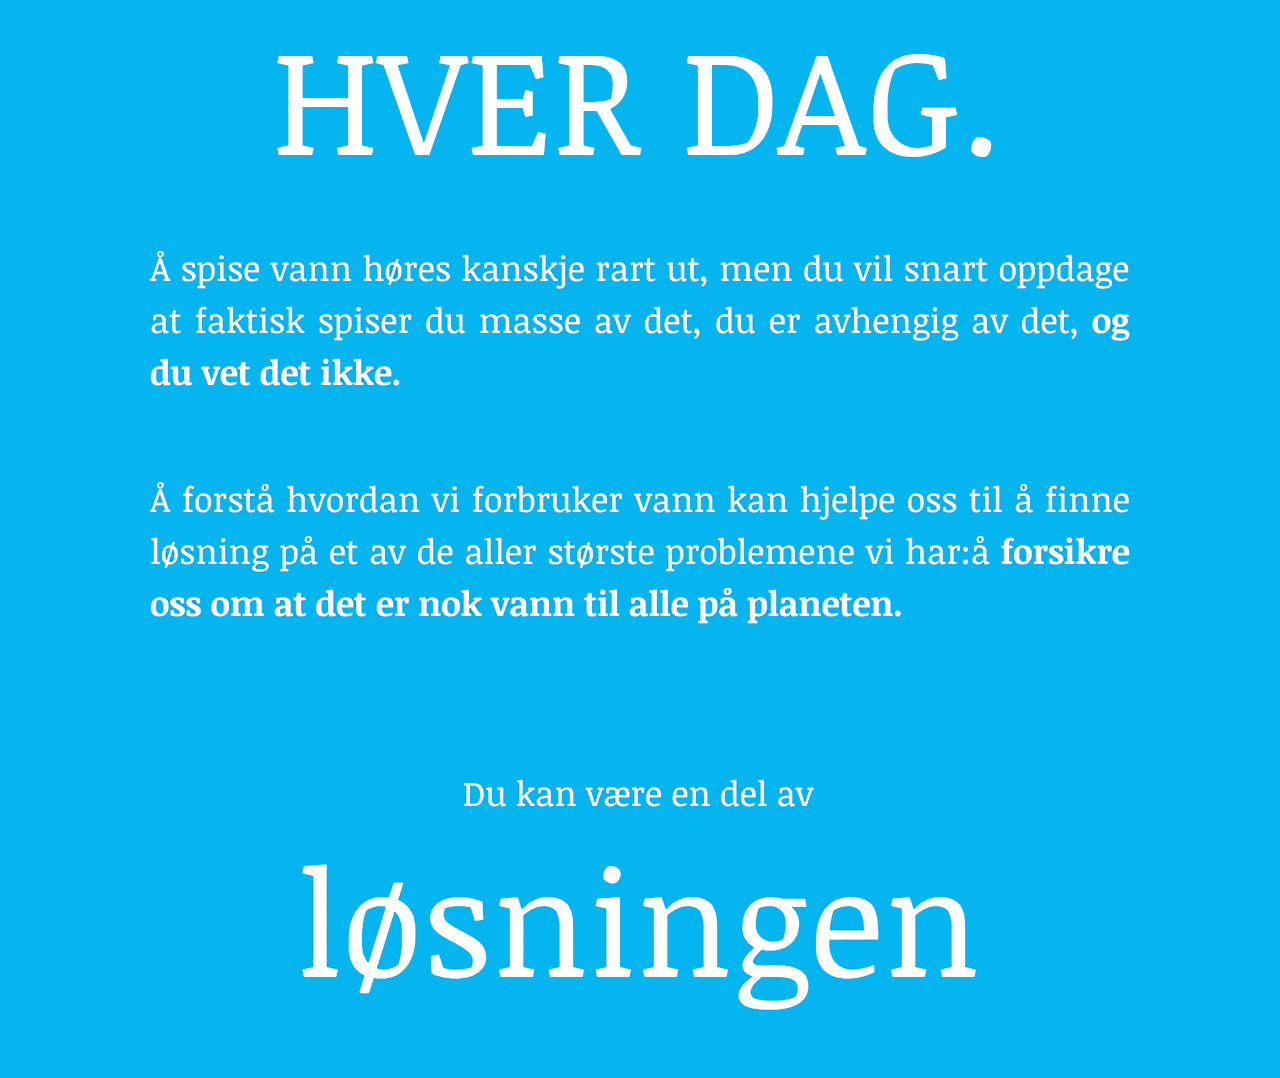 HVER DAG.
Å spise vann høres kanskje rart ut, men du vil snart oppdage
at faktisk spiser du masse av det, du er avhengig av det, og
du vet det ikke.
Å forstå hvordan vi forbruker vann kan hjelpe oss til å finne
løsning på et av de aller største problemene vi har:å forsikre
oss om at det er nok vann til alle på planeten.
Du kan være en del av
løsningen